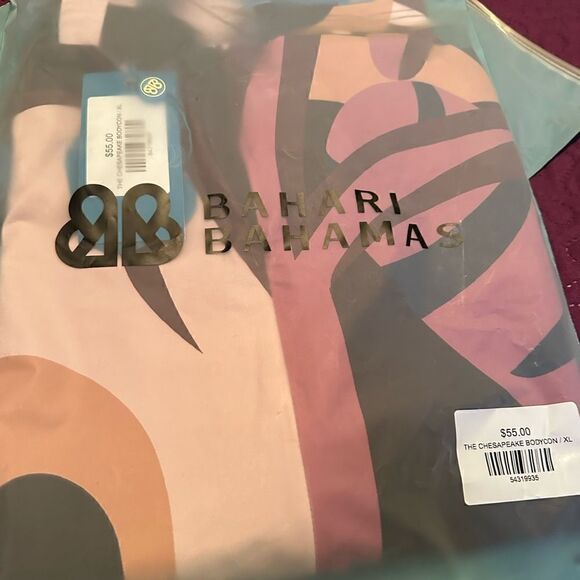 $55.00
THE CHESAPEAKE BODYCON / XL
BAHARI
BAHAMAS
$55.00
THE CHESAPEAKE BODYCON / XL
54319935